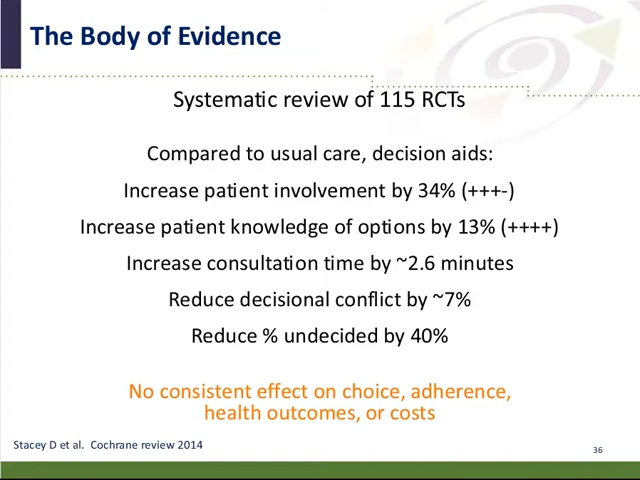 The Body of Evidence
Systematic review of 115 RCTs
Compared to usual care, decision aids:
Increase patient involvement by 34% (+++-)
Increase patient knowledge of options by 13% (++++)
Increase consultation time by ~2.6 minutes
Reduce decisional conflict by ~7%
Reduce % undecided by 40%
No consistent effect on choice, adherence,
health outcomes, or costs
Stacey D et al.  Cochrane review 2014
36